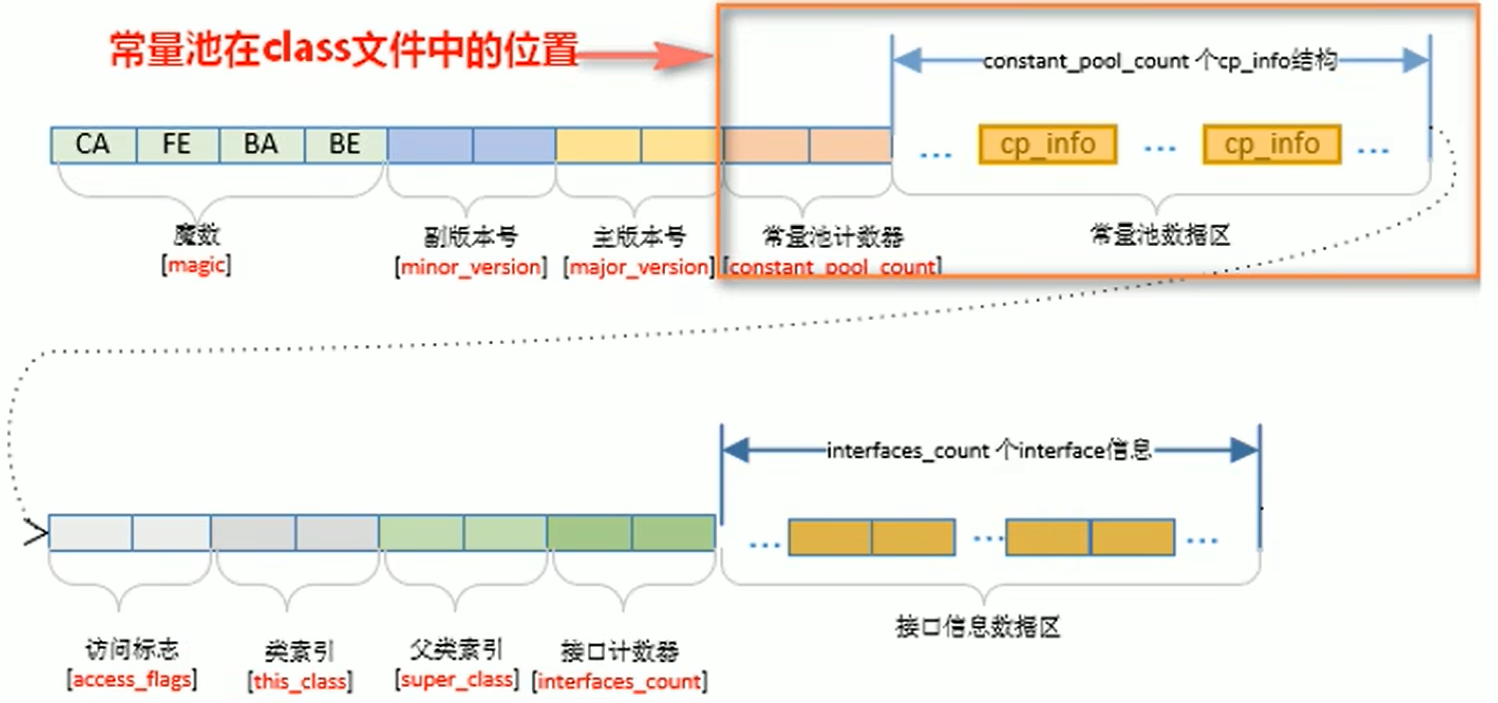 常量池在class文件中的位置
constant_pool_count 个cp_info结构
CA FE BA BE ... cp_info ... cp_info ...
魔数 副版本号 主版本号 常量池计数器 常量池数据区
[magic] [minor_version] [major_version] [constant_pool_count]
interfaces_count 个interface信息
... ... ...
接口信息数据区
访问标志 类索引 父类索引 接口计数器
[access_flags] [this_class] [super_class] [interfaces_count]